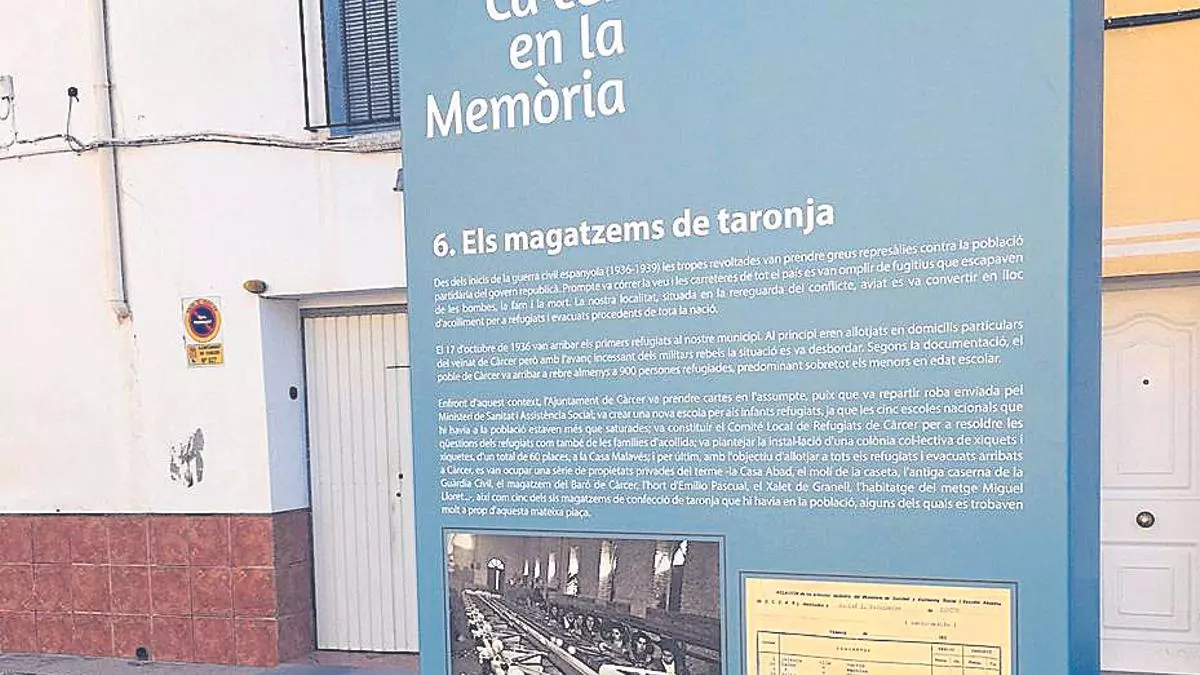 en la
Memòria
6. Els magatzems de taronja
Des dels inicis de la guerra civil espanyola (1936-1939) les tropes revoltades van prendre greus represàlies contra la població
partidària del govern republicà. Prompte va córrer la veu i les carreteres de tot el país es van omplir de fugitius que escapaven
de les bombes, la fam i la mort. La nostra localitat, situada en la rereguarda del conflicte, aviat es va convertir en lloc
d'acolliment per a refugiats i evacuats procedents de tota la nació.
El 17 d'octubre de 1936 van arribar els primers refugiats al nostre municipi. Al principi eren allotjats en domicilis particulars
del veïnat de Càrcer però amb l'avanç incessant dels militars rebels la situació es va desbordar. Segons la documentació, el
poble de Càrcer va arribar a rebre almenys a 900 persones refugiades, predominant sobretot els menors en edat escolar.
Enfront d'aquest context, l'Ajuntament de Càrcer va prendre cartes en l'assumpte, puix que va repartir roba enviada pel
Ministeri de Sanitat i Assistència Social; va crear una nova escola per als infants refugiats, ja que les cinc escoles nacionals que
hi havia a la població estaven més que saturades; va constituir el Comité Local de Refugiats de Càrcer per a resoldre les
qüestions dels refugiats com també de les famílies d'acollida; va plantejar la instal·lació d'una colònia col·lectiva de xiquets i
xiquetes, d'un total de 60 places, a la Casa Malavés; i per últim, amb l'objectiu d'allotjar a tots els refugiats i evacuats arribats
a Càrcer, es van ocupar una sèrie de propietats privades del terme -la Casa Abad, el molí de la caseta, l'antiga caserna de la
Guàrdia Civil, el magatzem del Baró de Càrcer, l'hort d'Emilio Pascual, el Xalet de Granell, l'habitatge del metge Miguel
Lloret...-, així com cinc dels sis magatzems de confecció de taronja que hi havia en la població, alguns dels quals es trobaven
molt a prop d'aquesta mateixa plaça.